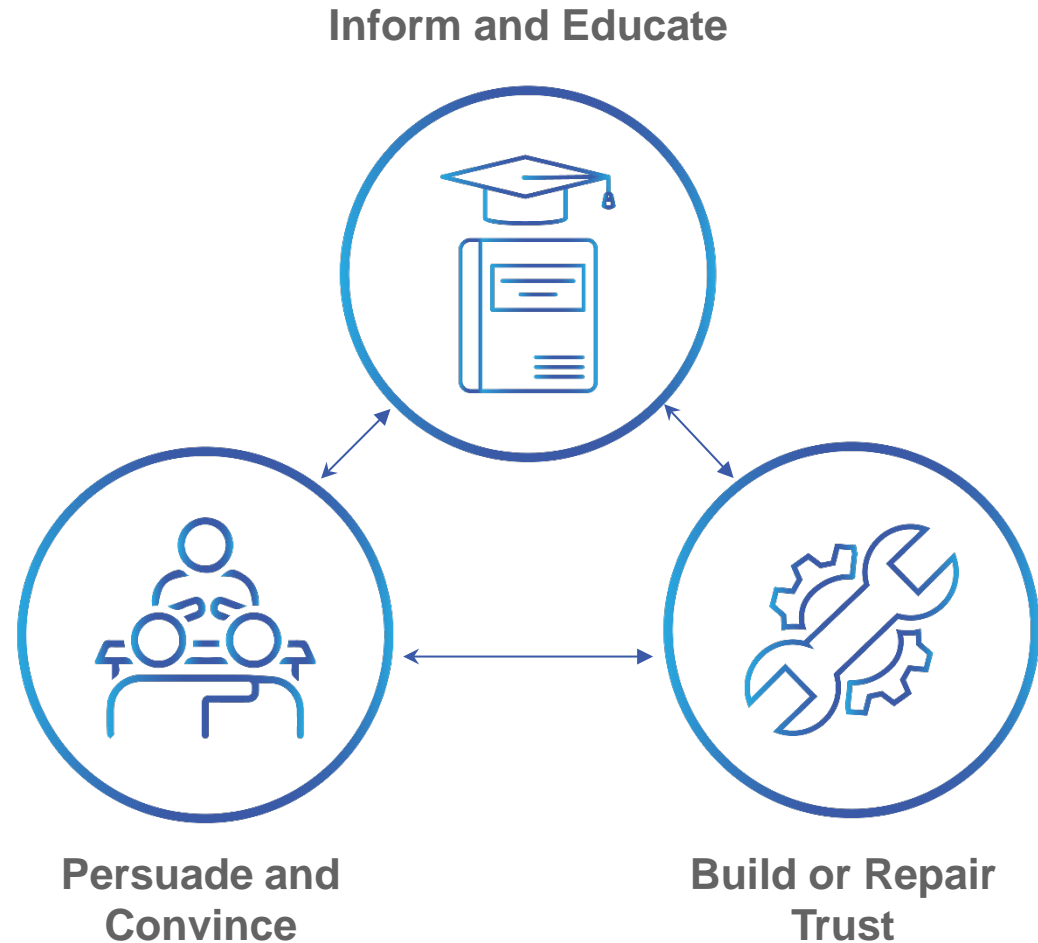 Inform and Educate
Persuade and
Convince
Build or Repair
Trust